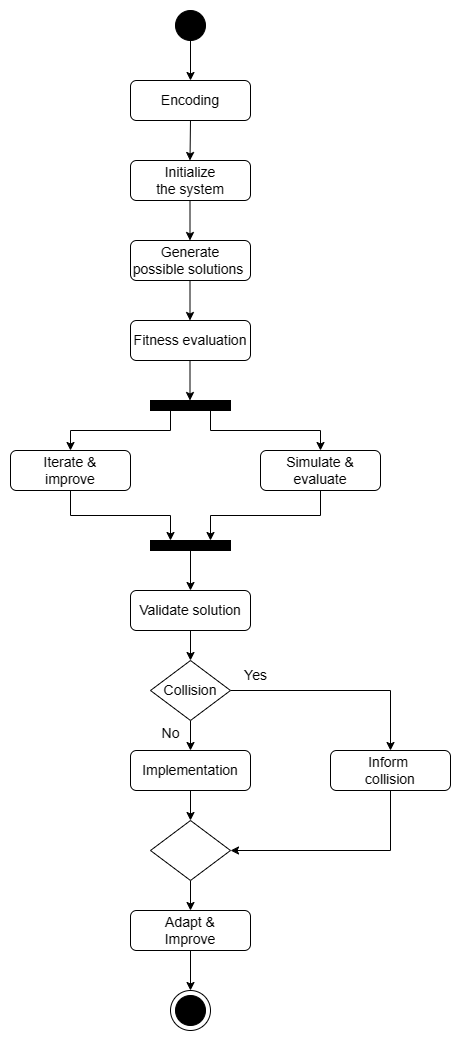 Encoding
Initialize
the system
Generate
possible solutions
Fitness evaluation
Iterate &
improve
Simulate &
evaluate
Validate solution
Collision
Yes
No
Implementation
Inform
collision
Adapt &
Improve